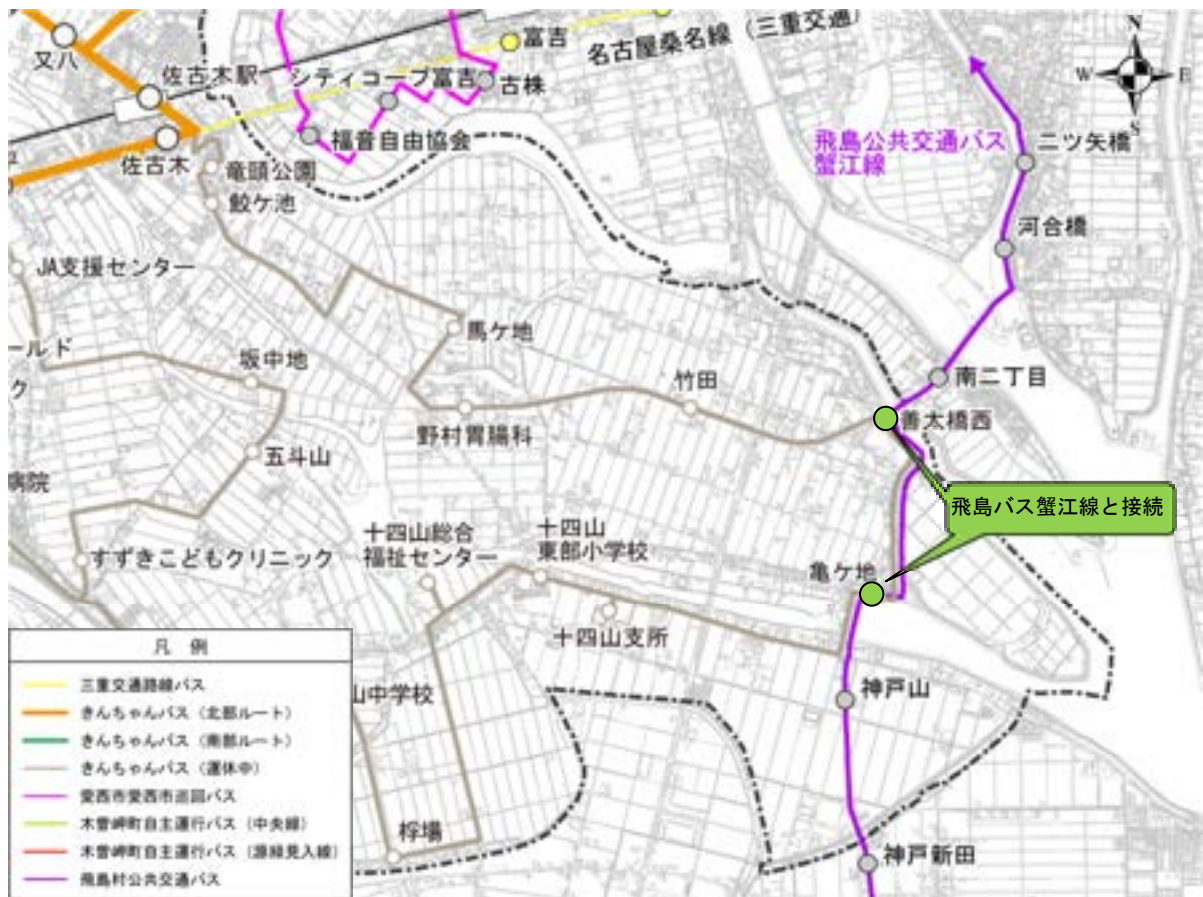 又八
佐古木駅
佐古木
シティコープ富吉
富吉
古株
福音自由協会
名古屋桑名線（三重交通）
N
W
E
S
飛島公共交通バス
蟹江線
二ツ矢橋
河合橋
竜頭公園
鮫ケ池
JA支援センター
ールド
ク
坂中地
馬ケ地
竹田
野村胃腸科
南二丁目
善太橋西
五斗山
病院
すずきこどもクリニック
飛島バス蟹江線と接続
十四山総合
福祉センター
十四山
東部小学校
亀ケ地
十四山支所
山中学校
神戸山
桴場
神戸新田
凡 例
三重交通路線バス
きんちゃんバス（北部ルート）
きんちゃんバス（南部ルート）
きんちゃんバス（運休中）
愛西市愛西市巡回バス
木曽岬町自主運行バス（中央線）
木曽岬町自主運行バス（源緑見入線）
飛島村公共交通バス